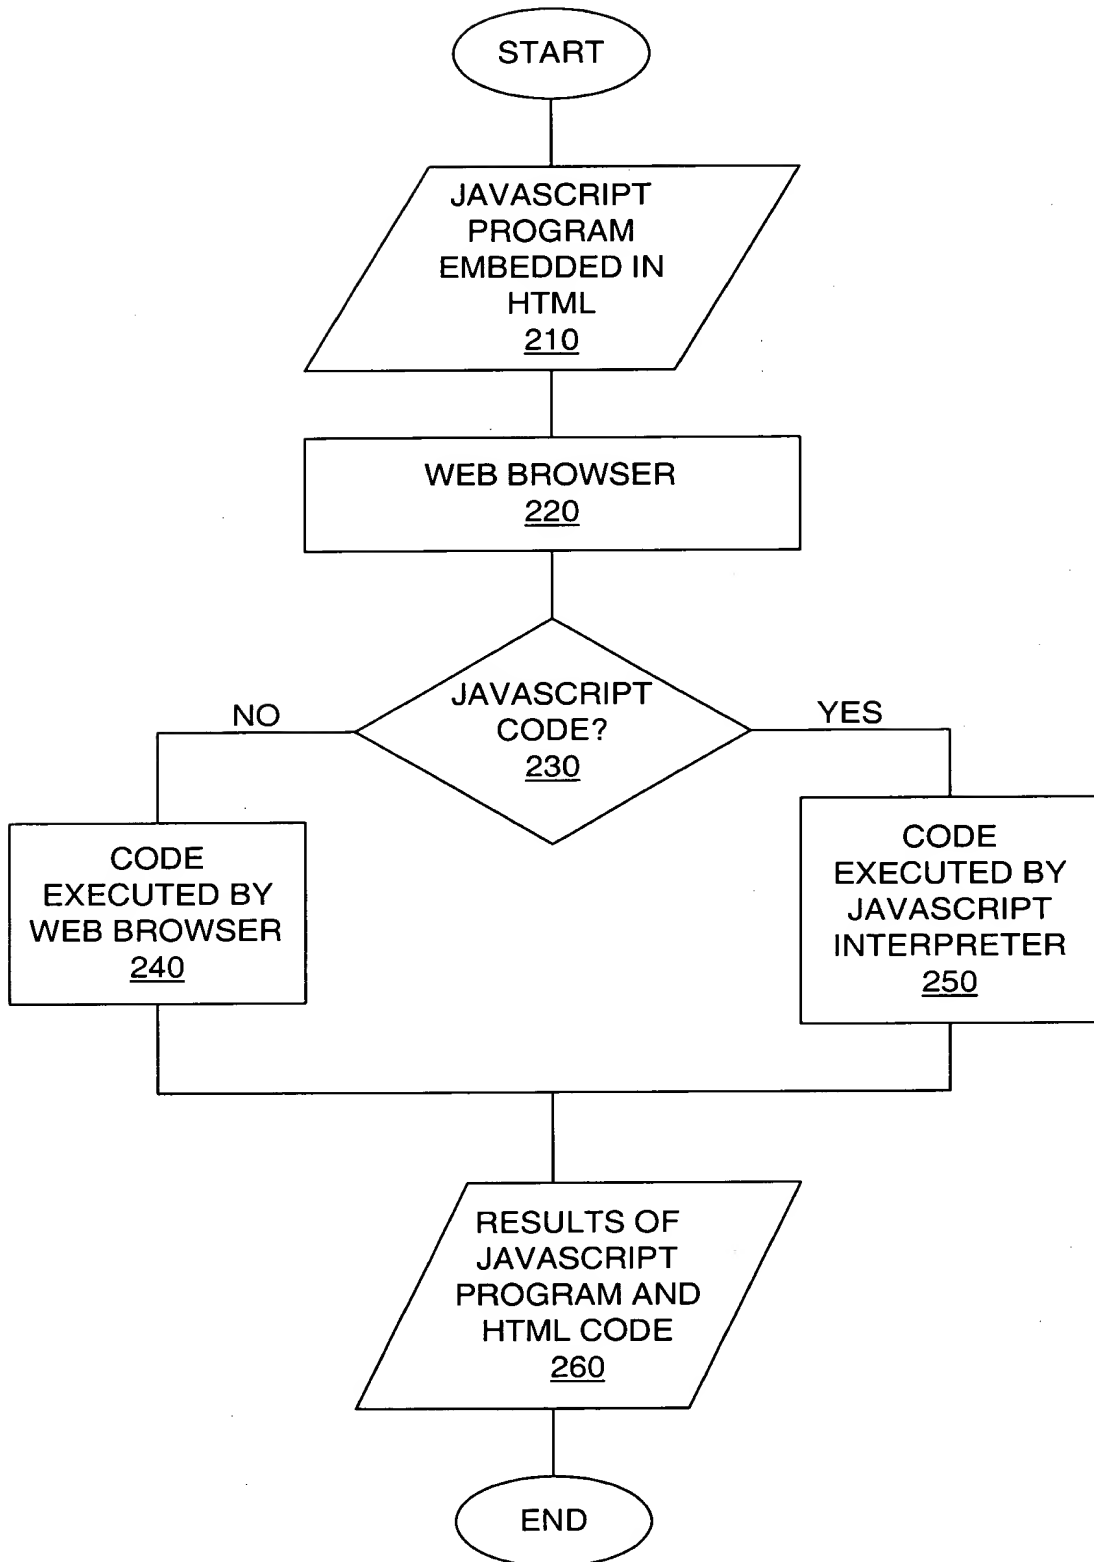 START
JAVASCRIPT
PROGRAM
EMBEDDED IN
HTML
210
WEB BROWSER
220
JAVASCRIPT
CODE?
230
NO
YES
CODE
EXECUTED BY
WEB BROWSER
240
CODE
EXECUTED BY
JAVASCRIPT
INTERPRETER
250
RESULTS OF
JAVASCRIPT
PROGRAM AND
HTML CODE
260
END